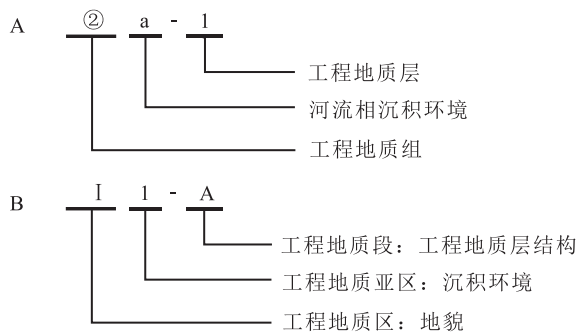 A ② a - 1
工程地质层
河流相沉积环境
工程地质组
B Ⅰ 1 - A
工程地质段：工程地质层结构
工程地质亚区：沉积环境
工程地质区：地貌